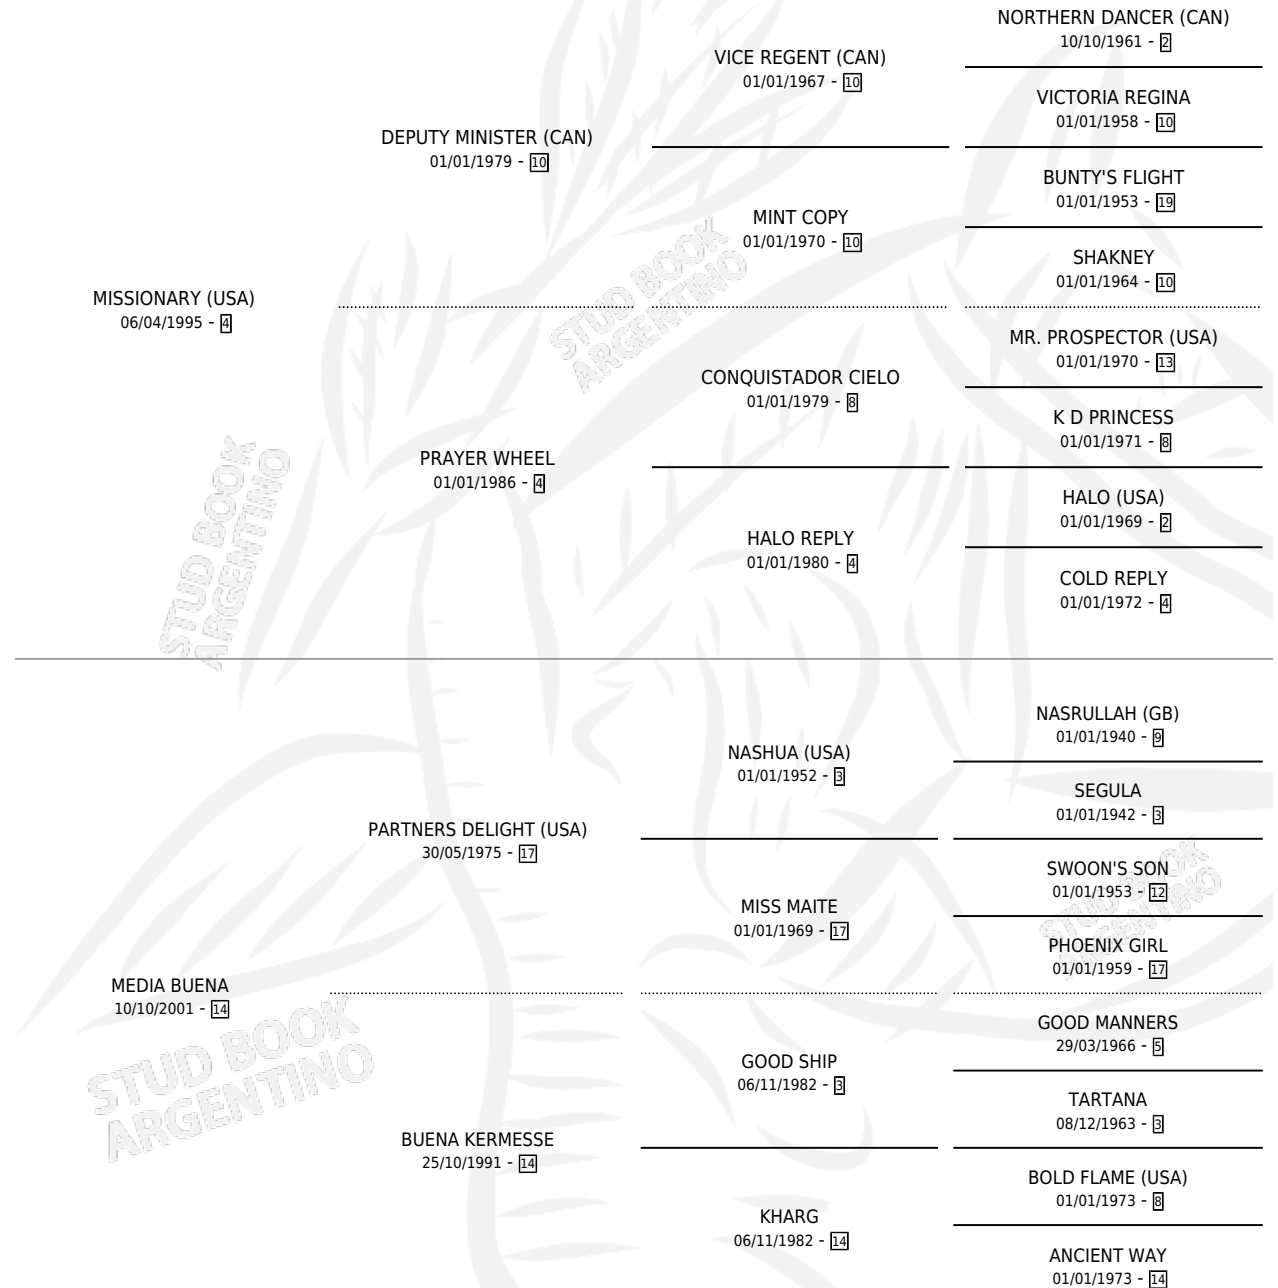 NORTHERN DANCER (CAN)
10/10/1961 - 2
VICE REGENT (CAN)
01/01/1967 - 10
VICTORIA REGINA
01/01/1958 - 10
DEPUTY MINISTER (CAN)
01/01/1979 - 10
BUNTY'S FLIGHT
01/01/1953 - 19
MINT COPY
01/01/1970 - 10
SHAKNEY
01/01/1964 - 10
MISSIONARY (USA)
06/04/1995 - 4
MR. PROSPECTOR (USA)
01/01/1970 - 13
CONQUISTADOR CIELO
01/01/1979 - 8
K D PRINCESS
01/01/1971 - 8
PRAYER WHEEL
01/01/1986 - 4
HALO (USA)
01/01/1969 - 2
HALO REPLY
01/01/1980 - 4
COLD REPLY
01/01/1972 - 4
STUD BOOK
ARGENTINO
STUD BOOK
ARGENTINO
NASRULLAH (GB)
01/01/1940 - 9
NASHUA (USA)
01/01/1952 - 3
SEGULA
01/01/1942 - 3
PARTNERS DELIGHT (USA)
30/05/1975 - 17
SWOON'S SON
01/01/1953 - 12
MISS MAITE
01/01/1969 - 17
PHOENIX GIRL
01/01/1959 - 17
STUD BOOK
ARGENTINO
MEDIA BUENA
10/10/2001 - 14
GOOD MANNERS
29/03/1966 - 5
GOOD SHIP
06/11/1982 - 3
TARTANA
08/12/1963 - 3
STUD BOOK
ARGENTINO
BUENA KERMESSE
25/10/1991 - 14
BOLD FLAME (USA)
01/01/1973 - 8
KHARG
06/11/1982 - 14
ANCIENT WAY
01/01/1973 - 14